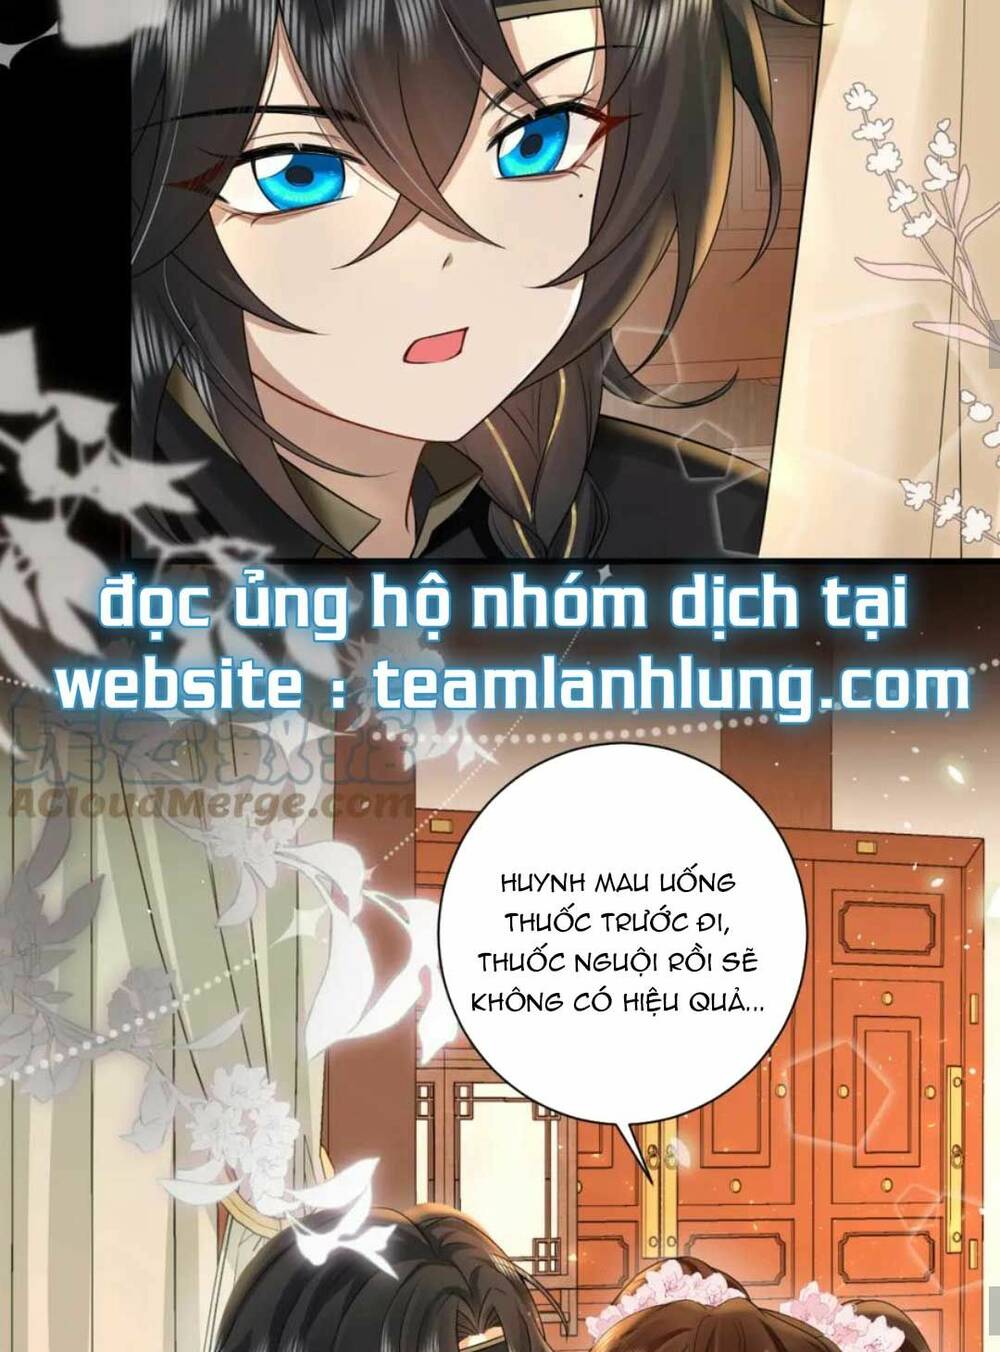 đọc ủng hộ nhóm dịch tại
website : teamlanhlung.com
ACloudMerge.com
HUYNH MAU UỐNG
THUỐC TRƯỚC ĐI,
THUỐC NGUỘI RỒI SẼ
KHÔNG CÓ HIỆU QUẢ...